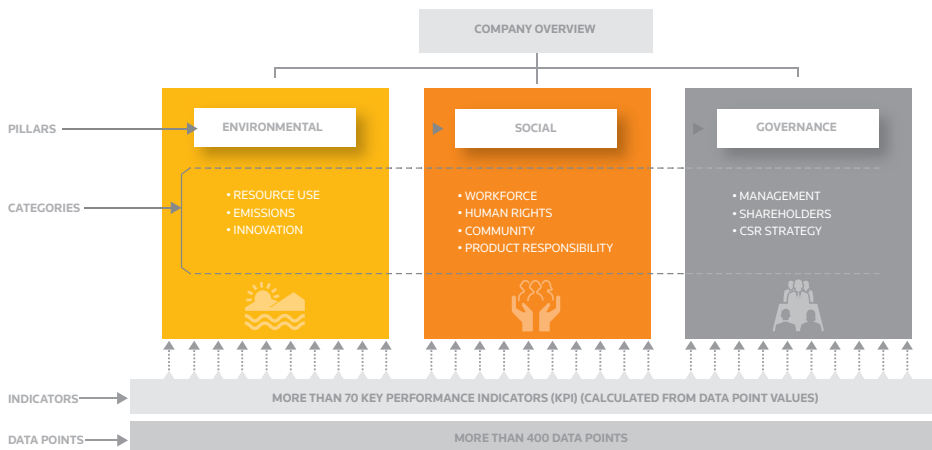 COMPANY OVERVIEW
PILLARS
ENVIRONMENTAL
SOCIAL
GOVERNANCE
CATEGORIES
• RESOURCE USE
• EMISSIONS
• INNOVATION
• WORKFORCE
• HUMAN RIGHTS
• COMMUNITY
• PRODUCT RESPONSIBILITY
• MANAGEMENT
• SHAREHOLDERS
• CSR STRATEGY
INDICATORS
MORE THAN 70 KEY PERFORMANCE INDICATORS (KPI) (CALCULATED FROM DATA POINT VALUES)
DATA POINTS
MORE THAN 400 DATA POINTS